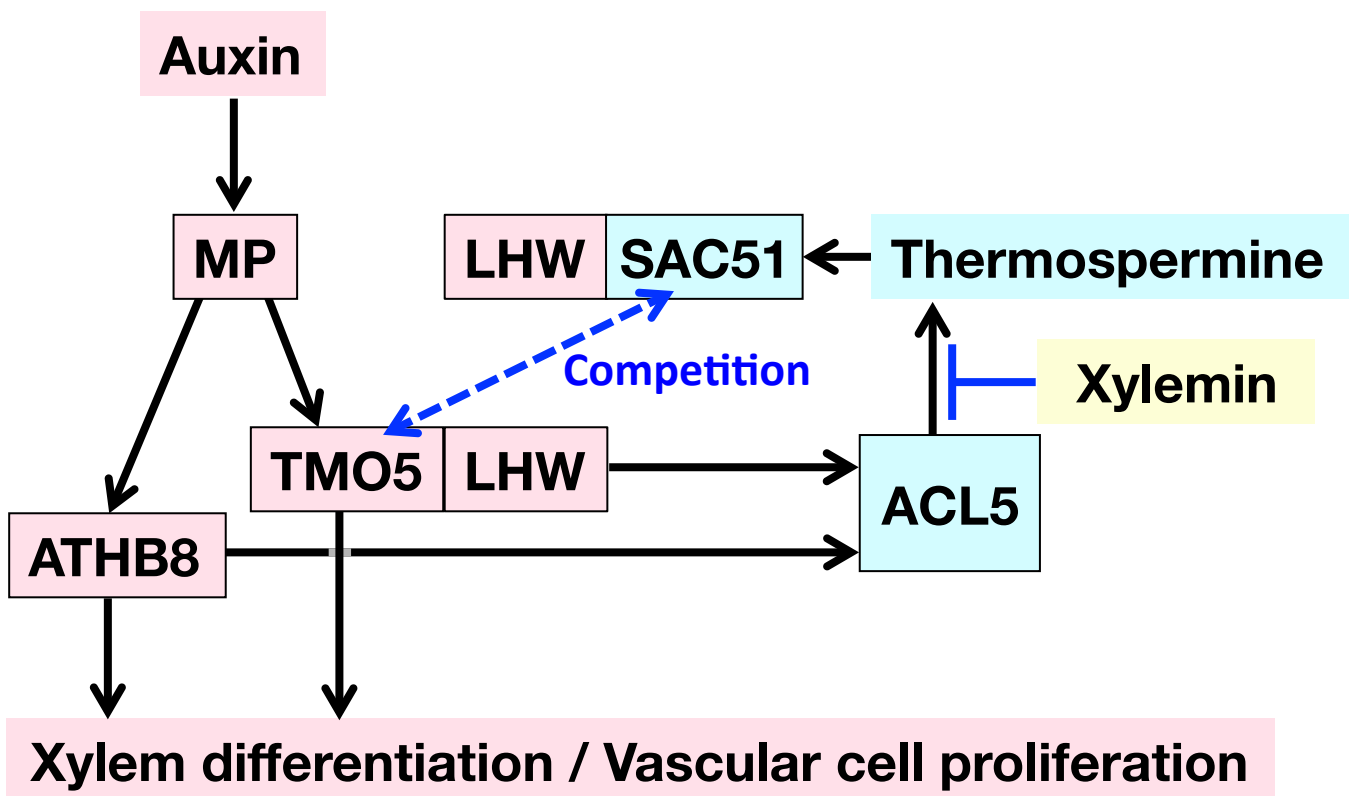 Auxin
MP
LHW SAC51
Thermospermine
Competition
Xylemin
TMO5 LHW
ACL5
ATHB8
Xylem differentiation / Vascular cell proliferation